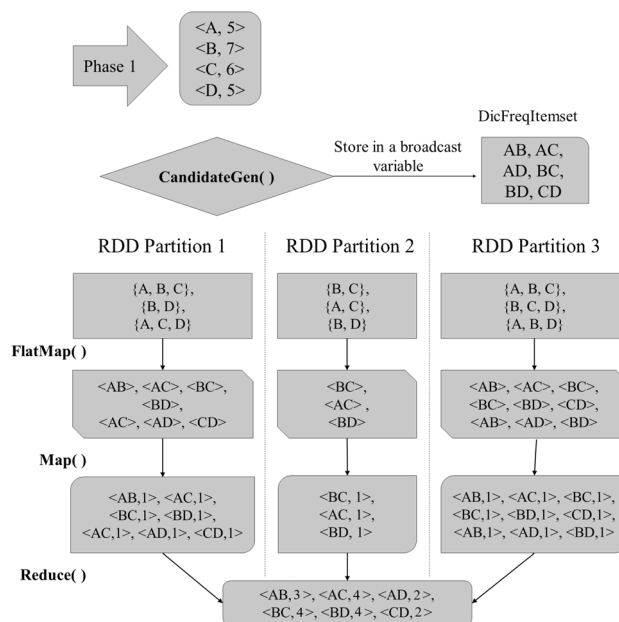 Phase 1
<A, 5>
<B, 7>
<C, 6>
<D, 5>
CandidateGen( )
Store in a broadcast
variable
DicFreqItemset
AB, AC,
AD, BC,
BD, CD
RDD Partition 1
RDD Partition 2
RDD Partition 3
{A, B, C},
{B, D},
{A, C, D}
{B, C},
{A, C},
{B, D}
{A, B, C},
{B, C, D},
{A, B, D}
FlatMap( )
<AB>, <AC>, <BC>,
<BD>,
<AC>, <AD>, <CD>
<BC>,
<AC> ,
<BD>
<AB>, <AC>, <BC>,
<BC>, <BD>, <CD>,
<AB>, <AD>, <BD>
Map( )
<AB,1>, <AC,1>,
<BC,1>, <BD,1>,
<AC,1>, <AD,1>, <CD,1>
<BC, 1>,
<AC, 1>,
<BD, 1>
<AB,1>, <AC,1>, <BC,1>,
<BC,1>, <BD,1>, <CD,1>,
<AB,1>, <AD,1>, <BD,1>
Reduce( )
<AB,3>, <AC,4>, <AD,2>,
<BC,4>, <BD,4>, <CD,2>